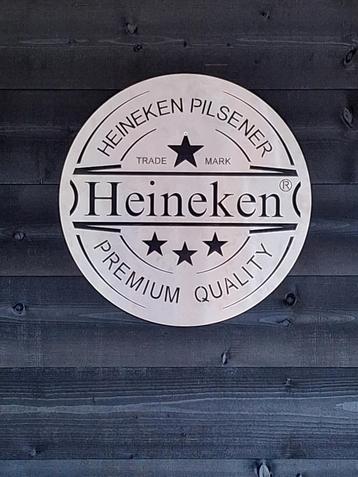 HEINEKEN PILSENER
TRADE MARK
Heineken®
PREMIUM QUALITY